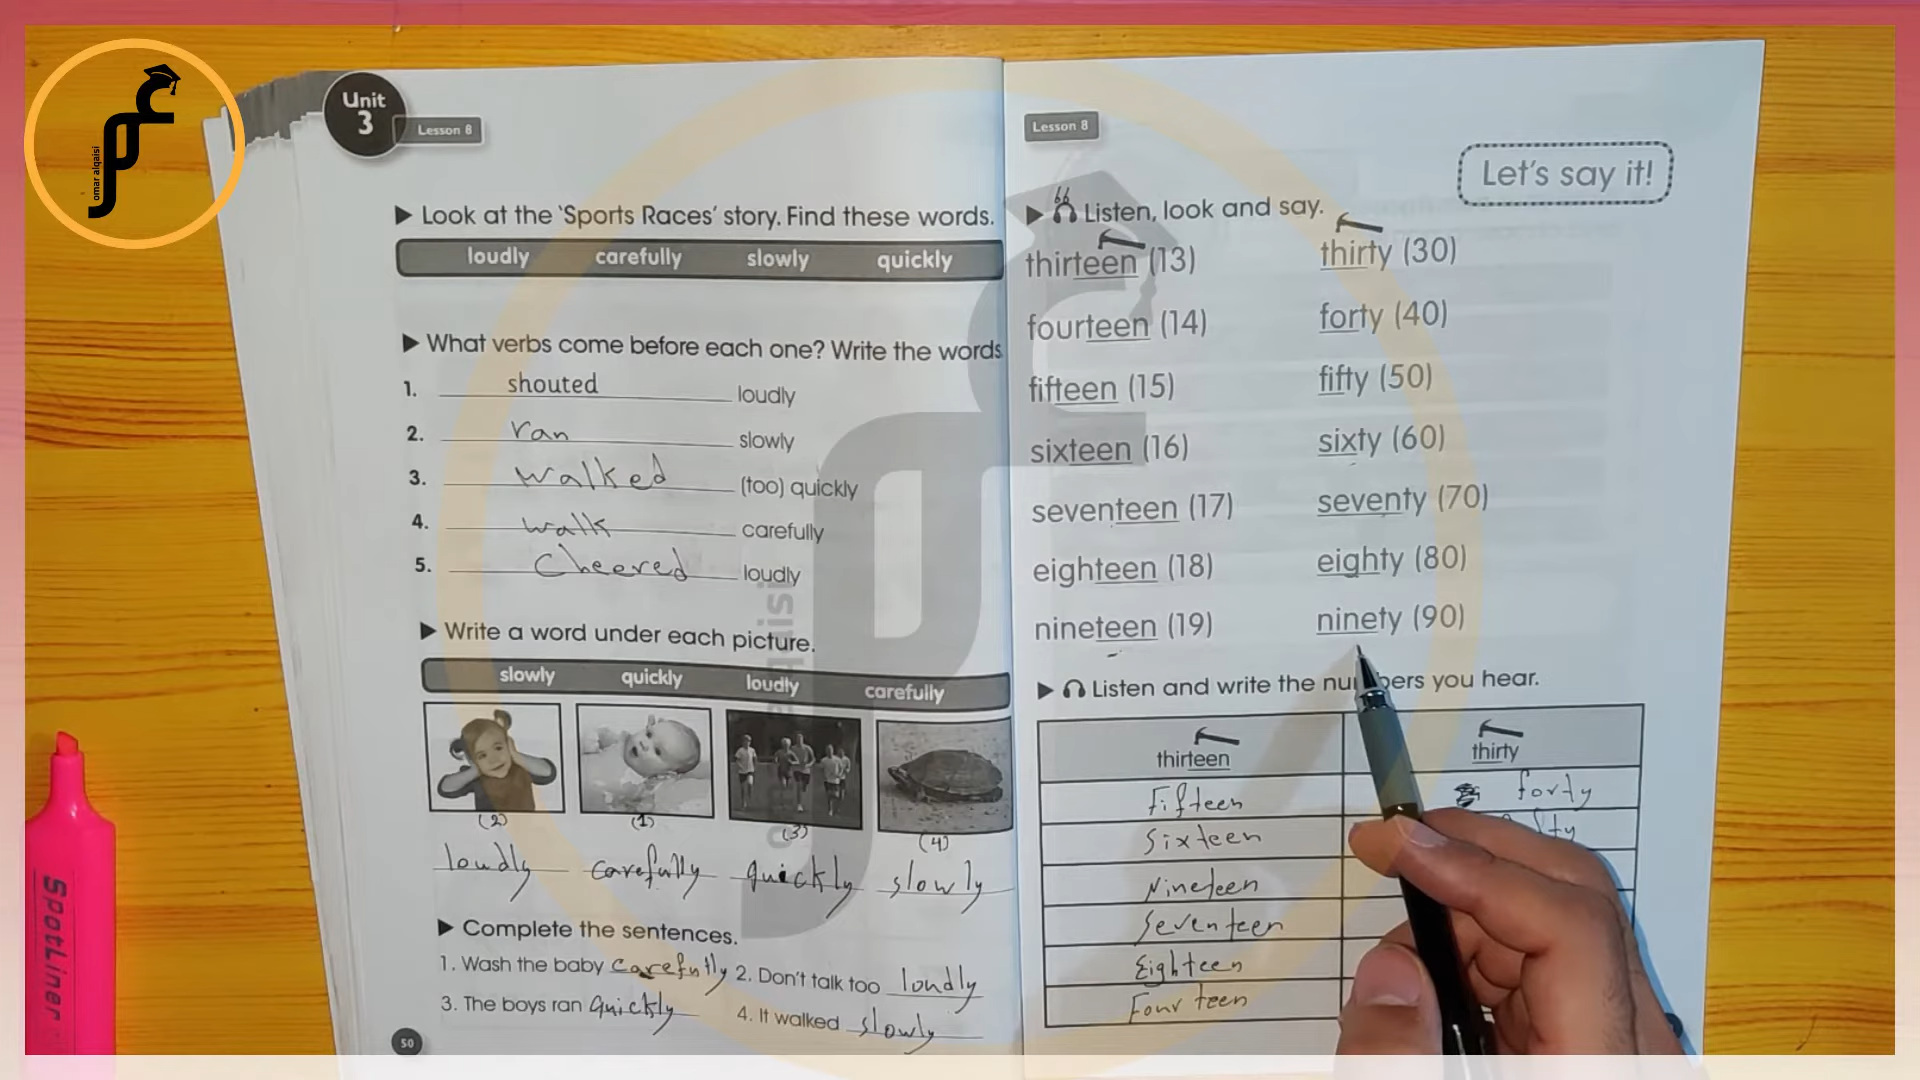 omar alqaisi
Unit
3
Lesson 8
▶ Look at the 'Sports Races' story. Find these words.
loudly carefully slowly quickly
▶ What verbs come before each one? Write the words
1. shouted loudly
2. ran slowly
3. walked (too) quickly
4. walk carefully
5. Cheered loudly
▶ Write a word under each picture.
slowly quickly loudly carefully
(2) (1) (3) (4)
loudly carefully quickly slowly
▶ Complete the sentences.
1. Wash the baby carefully 2. Don't talk too loudly
3. The boys ran quickly 4. It walked slowly
50
Lesson 8
Let's say it!
66
▶ Listen, look and say.
thirteen (13) thirty (30)
fourteen (14) forty (40)
fifteen (15) fifty (50)
sixteen (16) sixty (60)
seventeen (17) seventy (70)
eighteen (18) eighty (80)
nineteen (19) ninety (90)
▶ Listen and write the numbers you hear.
thirteen thirty
Fifteen forty
Sixteen
Nineteen
Seventeen
Eighteen
Fourteen
SpotLiner